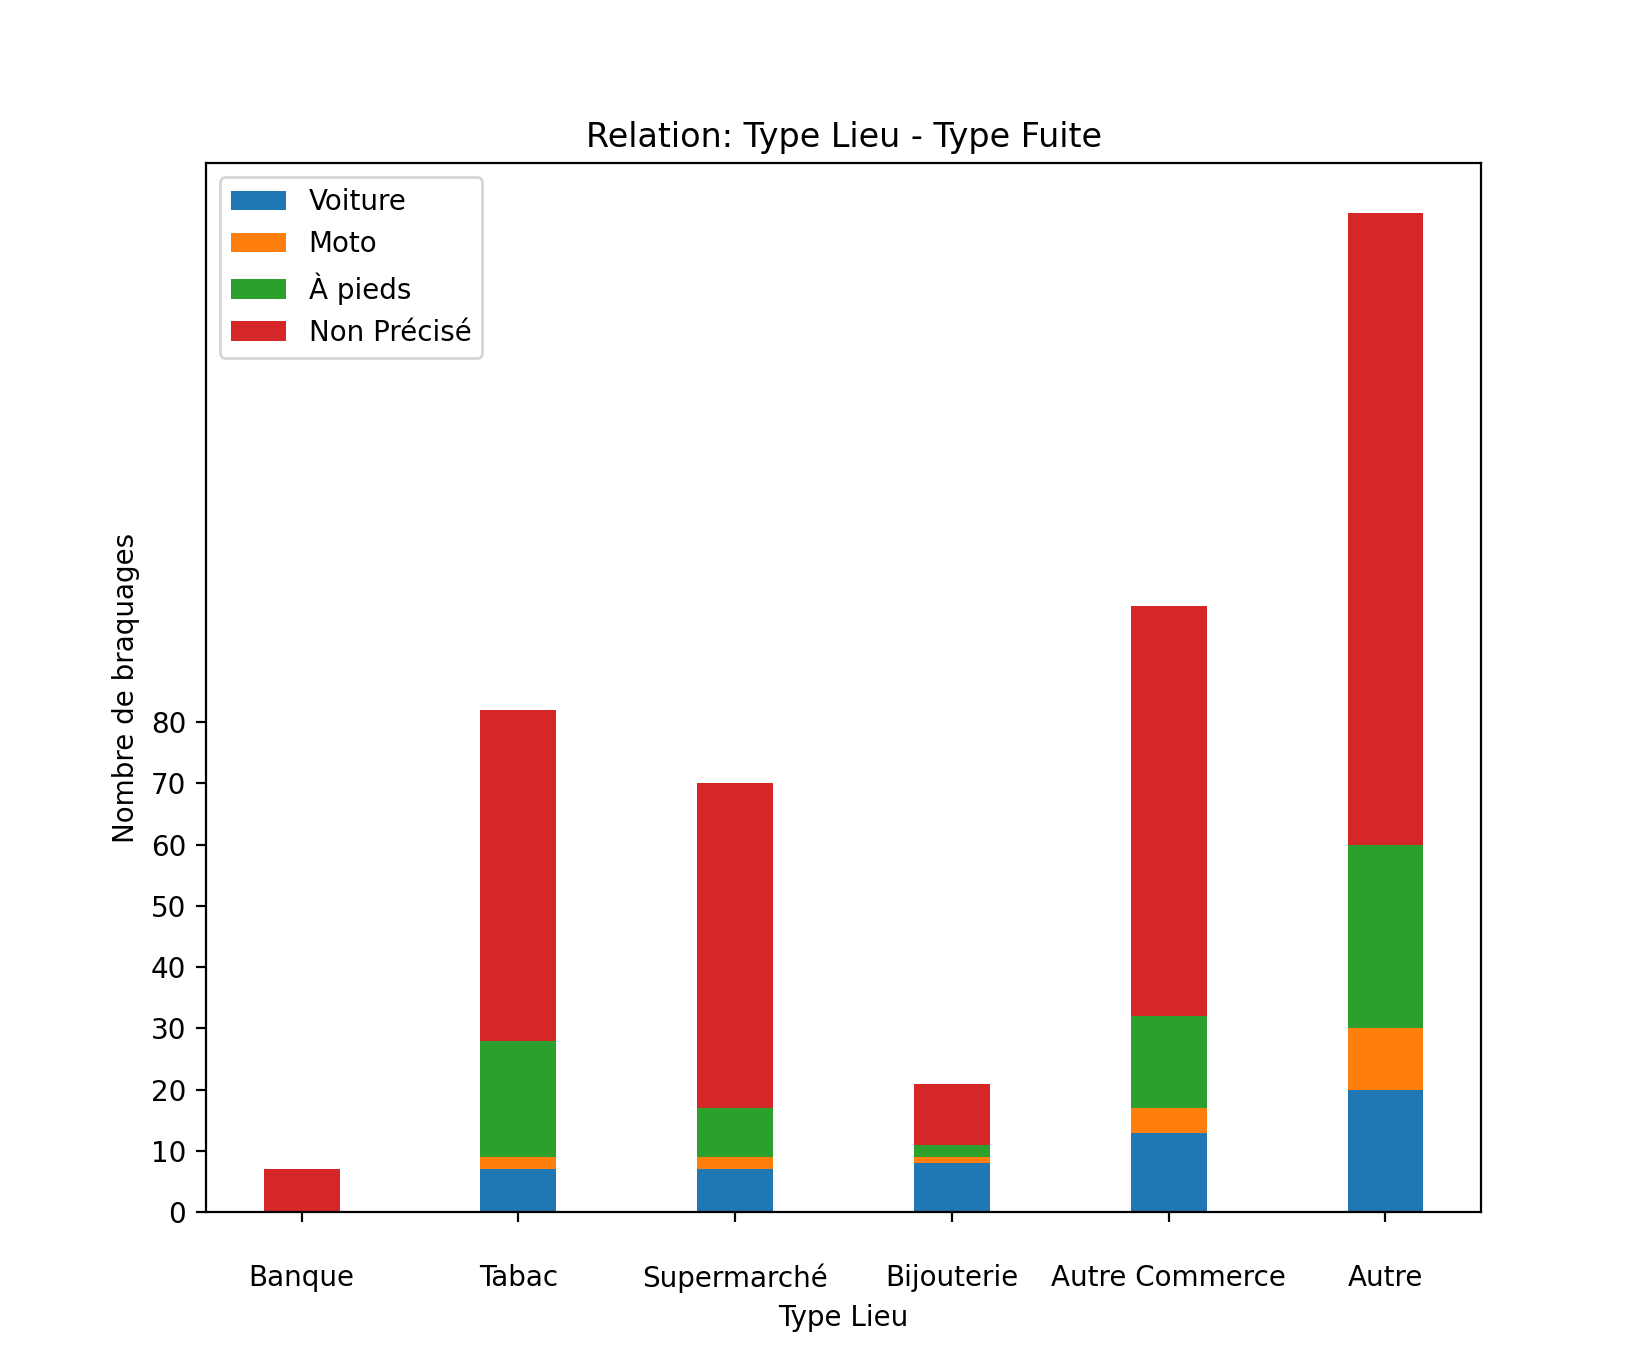 Relation: Type Lieu - Type Fuite
Voiture
Moto
À pieds
Non Précisé
Nombre de braquages
80
70
60
50
40
30
20
10
0
Banque Tabac Supermarché Bijouterie Autre Commerce Autre
Type Lieu